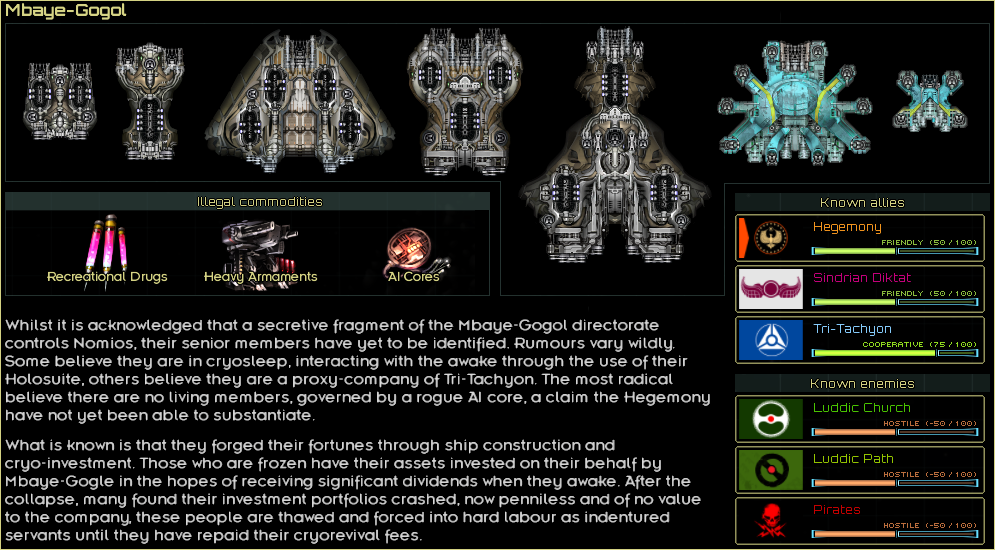 Mbaye-Gogol
Illegal commodities
Recreational Drugs
Heavy Armaments
AI Cores
Known allies
Hegemony
FRIENDLY (50 / 100)
Sindrian Diktat
FRIENDLY (50 / 100)
Tri-Tachyon
COOPERATIVE (75 / 100)
Known enemies
Luddic Church
HOSTILE (-50 / 100)
Luddic Path
HOSTILE (-50 / 100)
Pirates
HOSTILE (-50 / 100)
Whilst it is acknowledged that a secretive fragment of the Mbaye-Gogol directorate
controls Nomios, their senior members have yet to be identified. Rumours vary wildly.
Some believe they are in cryosleep, interacting with the awake through the use of their
Holosuite, others believe they are a proxy-company of Tri-Tachyon. The most radical
believe there are no living members, governed by a rogue AI core, a claim the Hegemony
have not yet been able to substantiate.
What is known is that they forged their fortunes through ship construction and
cryo-investment. Those who are frozen have their assets invested on their behalf by
Mbaye-Gogle in the hopes of receiving significant dividends when they awake. After the
collapse, many found their investment portfolios crashed, now penniless and of no value
to the company, these people are thawed and forced into hard labour as indentured
servants until they have repaid their cryorevival fees.